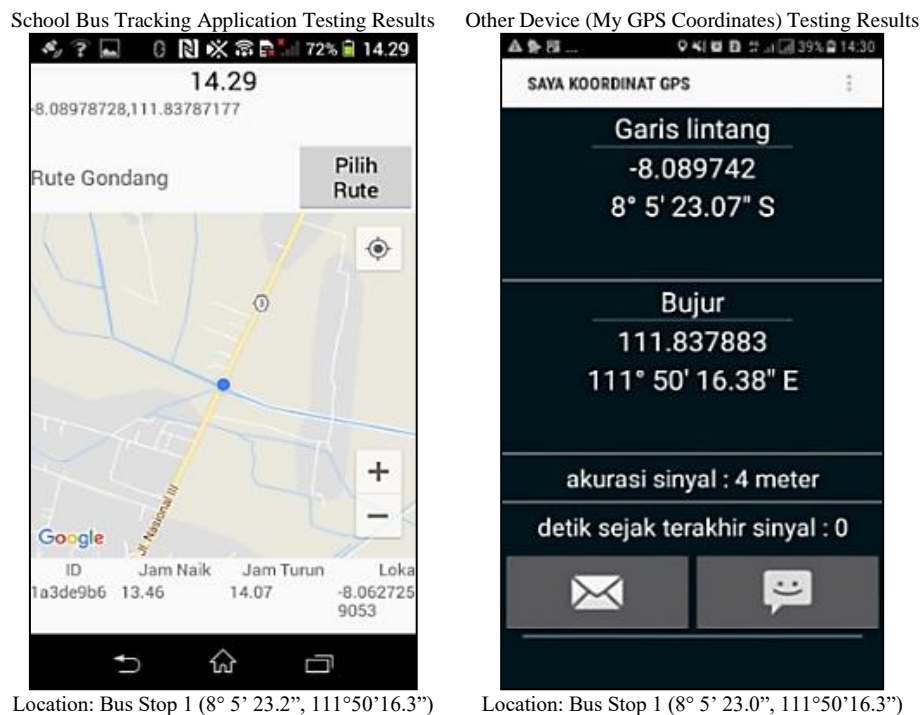 School Bus Tracking Application Testing Results
72% 14.29
14.29
-8.08978728,111.83787177
Rute Gondang
Pilih
Rute
3
Jl. Nasional III
Google
ID Jam Naik Jam Turun Loka
1a3de9b6 13.46 14.07 -8.062725
9053
Location: Bus Stop 1 (8° 5’ 23.2”, 111°50’16.3”)
Other Device (My GPS Coordinates) Testing Results
39% 14:30
SAYA KOORDINAT GPS
Garis lintang
-8.089742
8° 5' 23.07" S
Bujur
111.837883
111° 50' 16.38" E
akurasi sinyal : 4 meter
detik sejak terakhir sinyal : 0
Location: Bus Stop 1 (8° 5’ 23.0”, 111°50’16.3”)